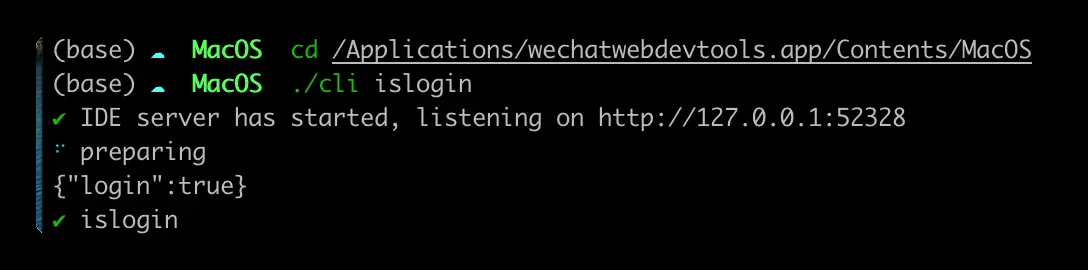 (base) ☁ MacOS cd /Applications/wechatwebdevtools.app/Contents/MacOS
(base) ☁ MacOS ./cli islogin
✔ IDE server has started, listening on http://127.0.0.1:52328
⠋ preparing
{"login":true}
✔ islogin